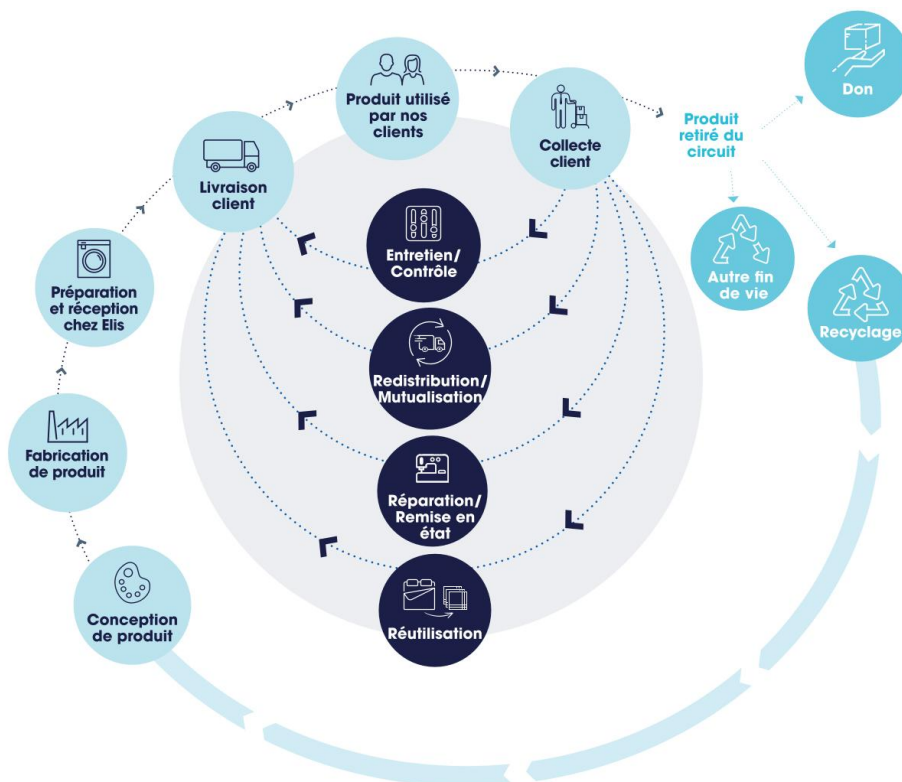 Produit utilisé
par nos
clients
Collecte
client
Produit
retiré du
circuit
Don
Autre fin
de vie
Recyclage
Livraison
client
Préparation
et réception
chez Elis
Fabrication
de produit
Conception
de produit
Entretien/
Contrôle
Redistribution/
Mutualisation
Réparation/
Remise en
état
Réutilisation